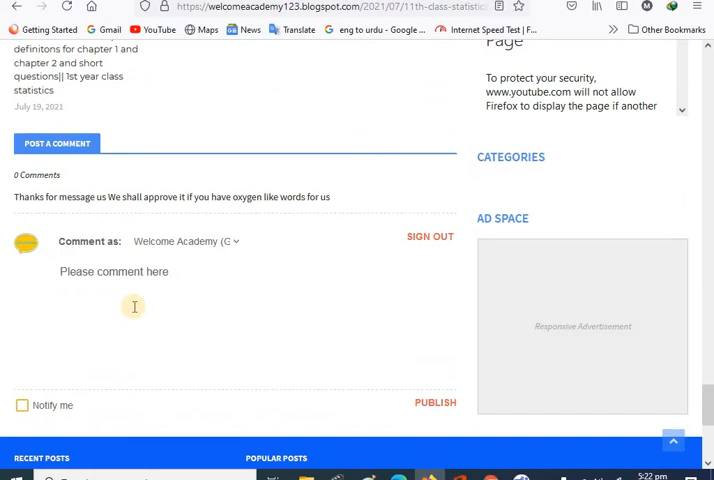 https://welcomeacademy123.blogspot.com/2021/07/11th-class-statistics
Getting Started
Gmail
YouTube
Maps
News
Translate
eng to urdu - Google ...
Internet Speed Test | F...
Other Bookmarks
definitons for chapter 1 and
chapter 2 and short
questions|| 1st year class
statistics
July 19, 2021
Page
To protect your security,
www.youtube.com will not allow
Firefox to display the page if another
POST A COMMENT
0 Comments
Thanks for message us We shall approve it if you have oxygen like words for us
CATEGORIES
AD SPACE
Comment as: Welcome Academy (G
SIGN OUT
Please comment here
Responsive Advertisement
Notify me
PUBLISH
RECENT POSTS
POPULAR POSTS
5:22 pm